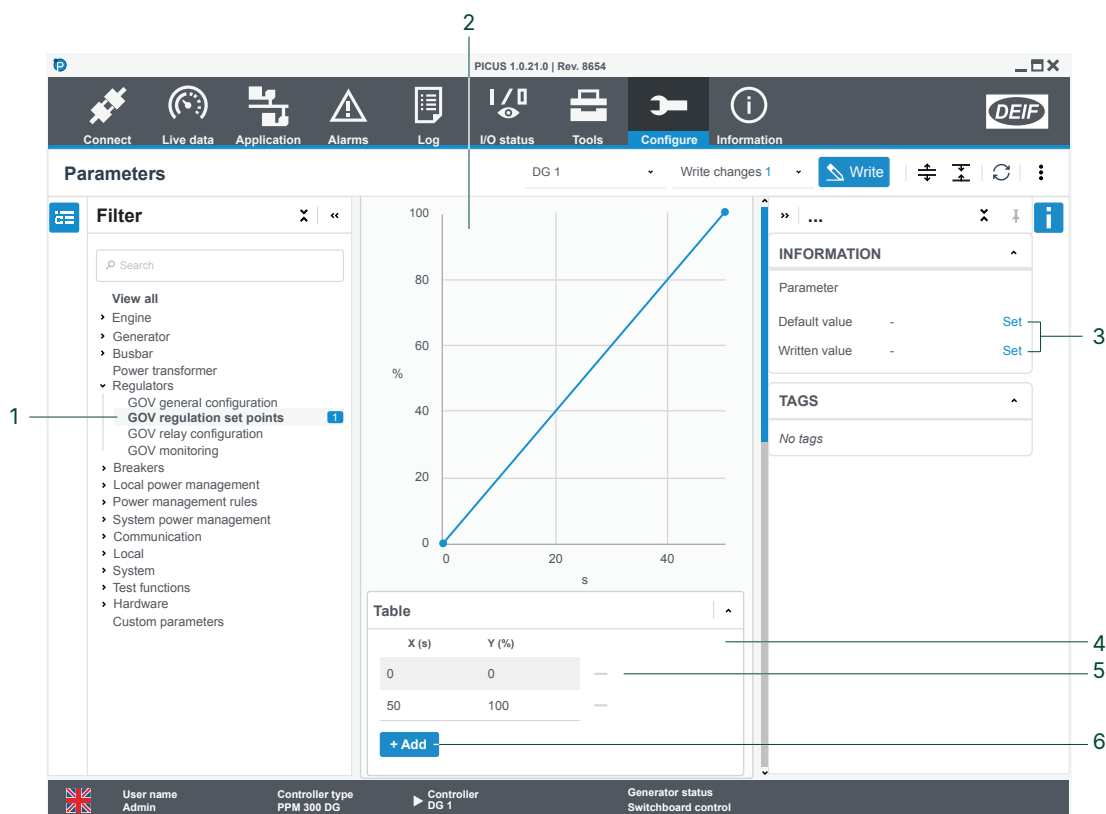 2
PICUS 1.0.21.0 | Rev. 8654
Connect Live data Application Alarms Log I/O status Tools Configure Information
DEIF
Parameters DG 1 Write changes 1 Write
Filter
Search
View all
Engine
Generator
Busbar
Power transformer
Regulators
GOV general configuration
1 GOV regulation set points 1
GOV relay configuration
GOV monitoring
Breakers
Local power management
Power management rules
System power management
Communication
Local
System
Test functions
Hardware
Custom parameters
100
80
60
%
40
20
0
0 20 40
s
Table
X (s) Y (%)
4
0 0
5
50 100
+ Add
6
...
INFORMATION
Parameter
Default value - Set
3
Written value - Set
TAGS
No tags
User name Controller type Controller Generator status
Admin PPM 300 DG DG 1 Switchboard control